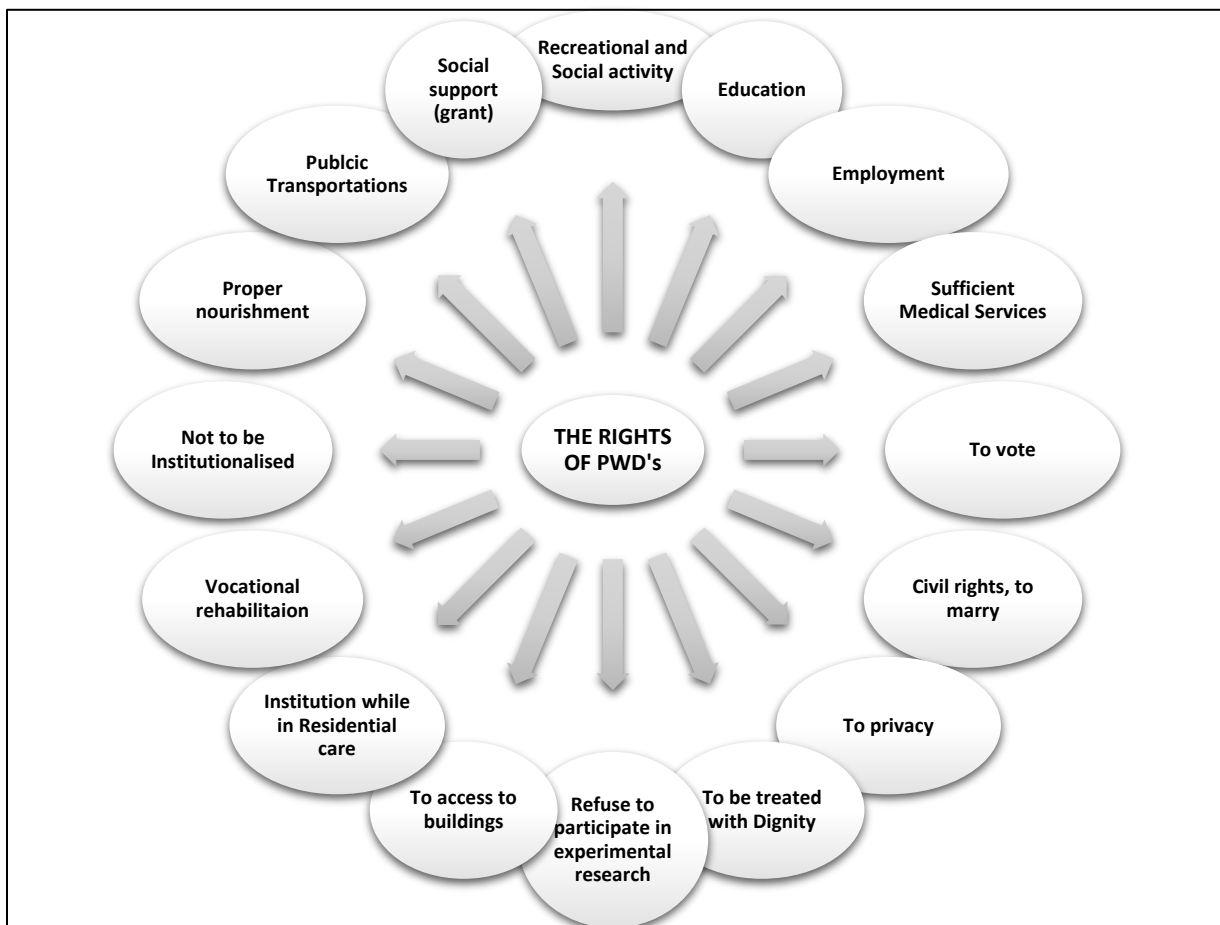 Recreational and
Social activity
Education
Employment
Sufficient
Medical Services
To vote
Civil rights, to
marry
To privacy
To be treated
with Dignity
Refuse to
participate in
experimental
research
To access to
buildings
Institution while
in Residential
care
Vocational
rehabilitaion
Not to be
Institutionalised
Proper
nourishment
Publcic
Transportations
Social
support
(grant)
THE RIGHTS
OF PWD's